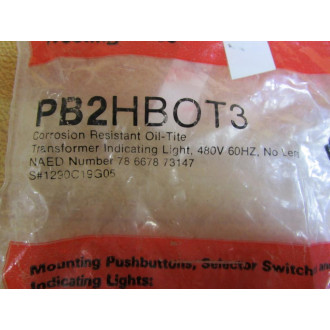 PB2HBOT3
Corrosion Resistant Oil-Tite
Transformer Indicating Light, 480V 60HZ, No Len
NAED Number 78 6678 73147
S#1290C19G05
Mounting Pushbuttons, Selector Switch
Indicating Lights: